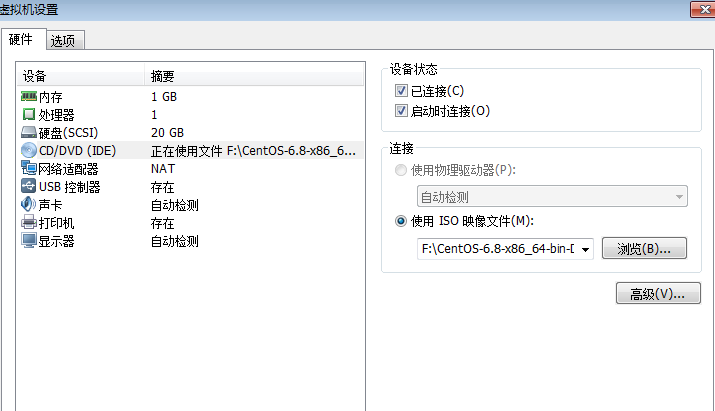 虚拟机设置
硬件 选项
设备 摘要
内存 1 GB
处理器 1
硬盘(SCSI) 20 GB
CD/DVD (IDE) 正在使用文件 F:\CentOS-6.8-x86_6...
网络适配器 NAT
USB 控制器 存在
声卡 自动检测
打印机 存在
显示器 自动检测
设备状态
已连接(C)
启动时连接(O)
连接
使用物理驱动器(P):
自动检测
使用 ISO 映像文件(M):
F:\CentOS-6.8-x86_64-bin-D 浏览(B)...
高级(V)...